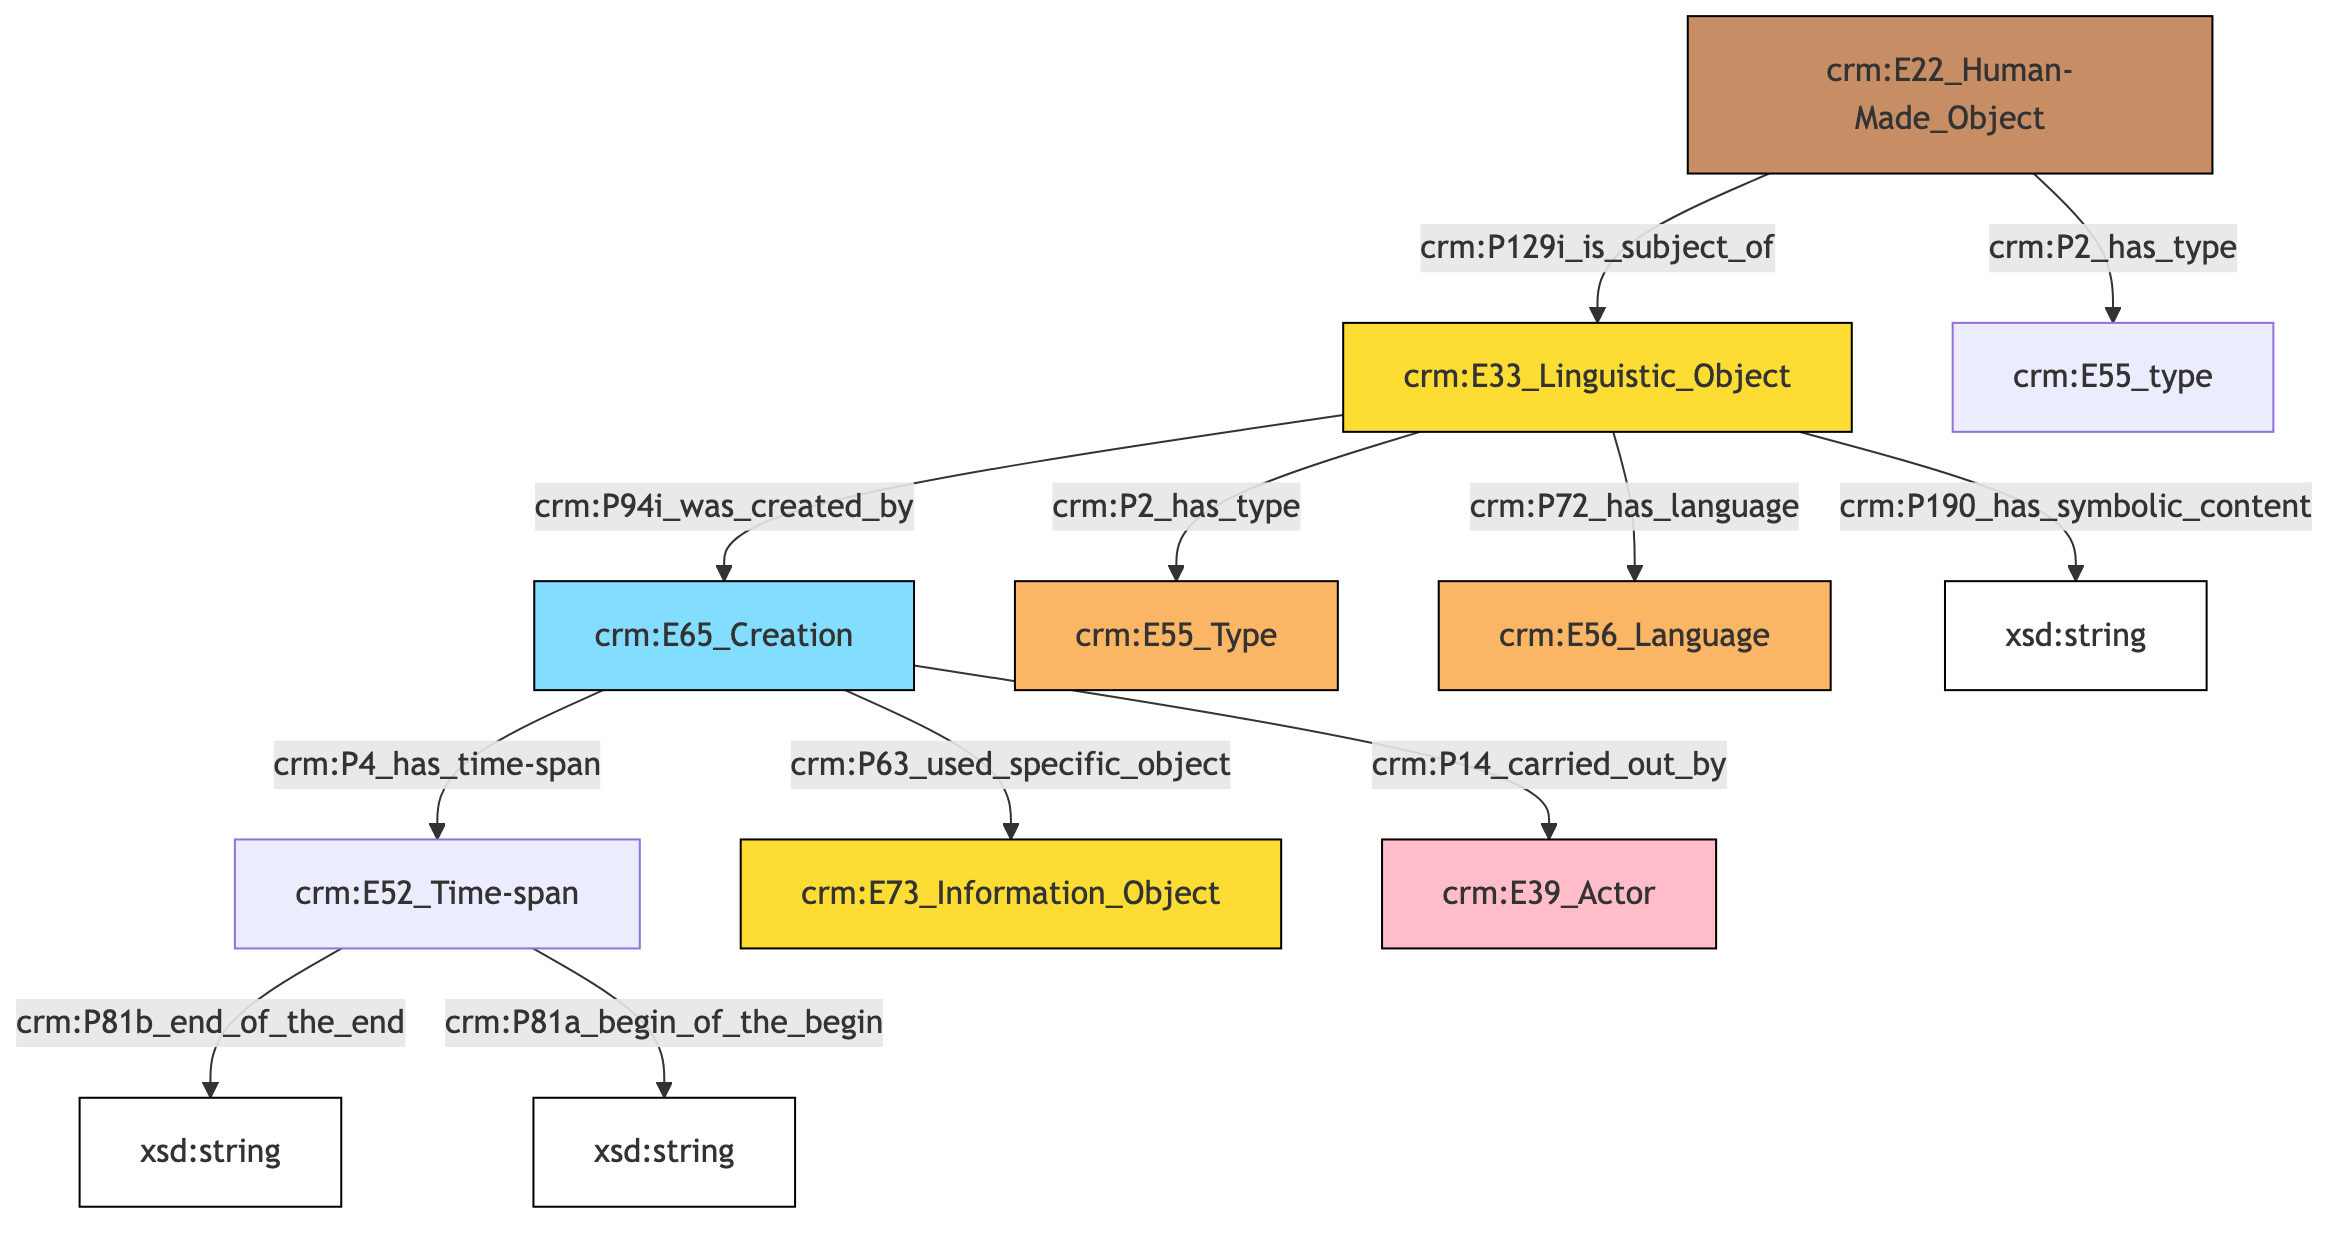 crm:E22_Human-
Made_Object
crm:P129i_is_subject_of
crm:P2_has_type
crm:E33_Linguistic_Object
crm:E55_type
crm:P94i_was_created_by
crm:P2_has_type
crm:P72_has_language
crm:P190_has_symbolic_content
crm:E65_Creation
crm:E55_Type
crm:E56_Language
xsd:string
crm:P4_has_time-span
crm:P63_used_specific_object
crm:P14_carried_out_by
crm:E52_Time-span
crm:E73_Information_Object
crm:E39_Actor
crm:P81b_end_of_the_end
crm:P81a_begin_of_the_begin
xsd:string
xsd:string